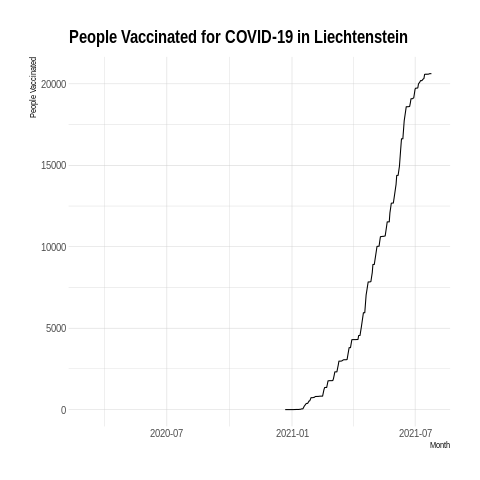 People Vaccinated for COVID-19 in Liechtenstein
People Vaccinated
20000
15000
10000
5000
0
2020-07
2021-01
2021-07
Month